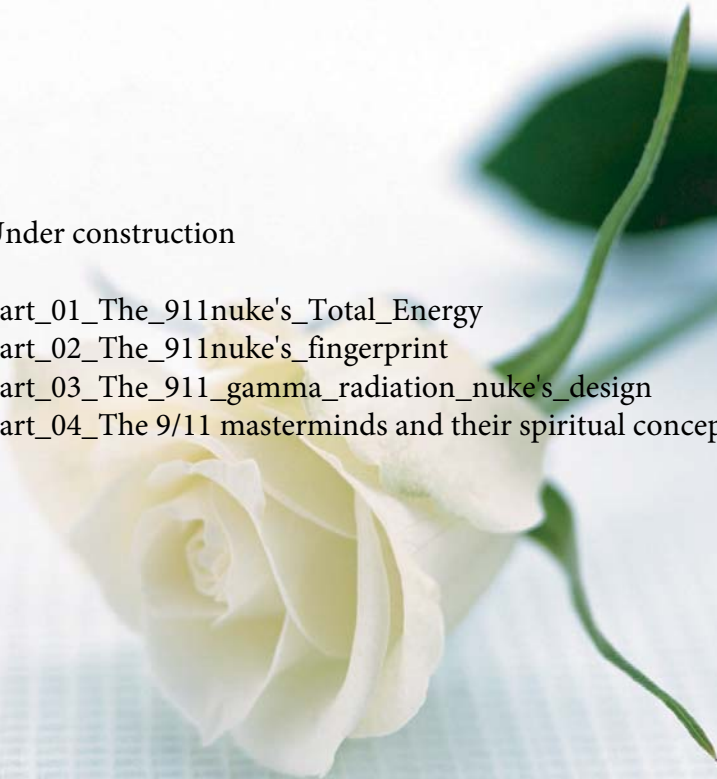 Under construction
art_01_The_911nuke's_Total_Energy
art_02_The_911nuke's_fingerprint
art_03_The_911_gamma_radiation_nuke's_design
art_04_The 9/11 masterminds and their spiritual concep